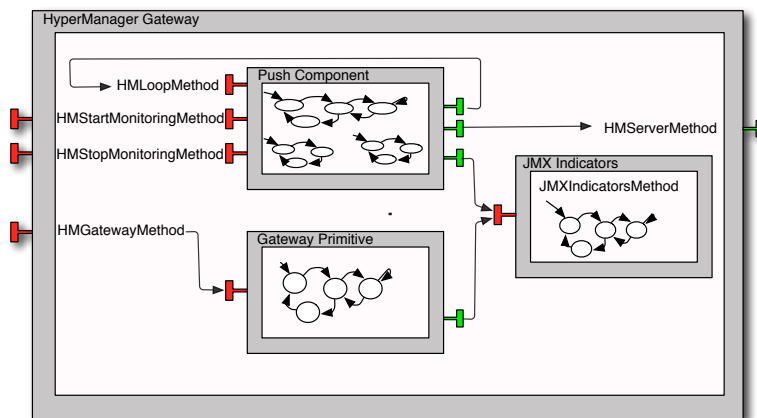 HyperManager Gateway
Push Component
HMLoopMethod
HMStartMonitoringMethod
HMServerMethod
HMStopMonitoringMethod
JMX Indicators
JMXIndicatorsMethod
HMGatewayMethod
Gateway Primitive